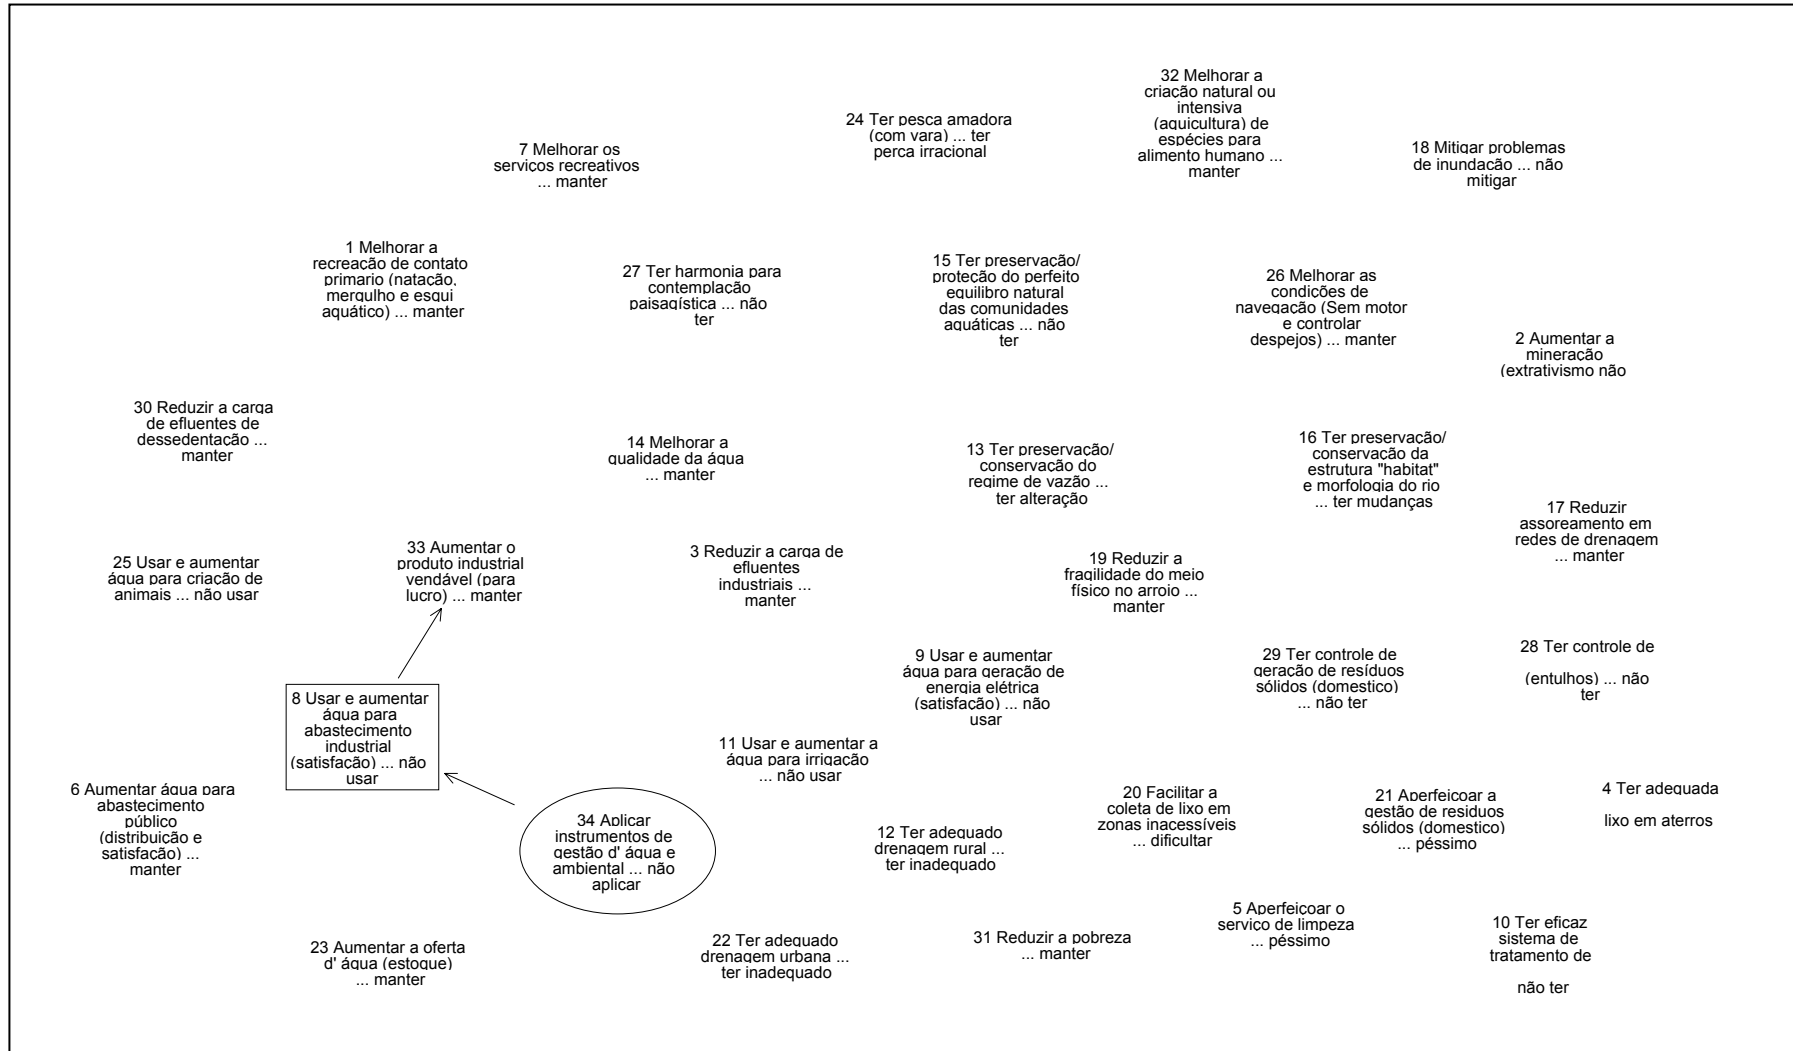 32 Melhorar a
criação natural ou
intensiva
(aquicultura) de
espécies para
alimento humano ...
manter
24 Ter pesca amadora
(com vara) ... ter
perca irracional
7 Melhorar os
serviços recreativos
... manter
18 Mitigar problemas
de inundação ... não
mitigar
1 Melhorar a
recreação de contato
primario (natação,
mergulho e esqui
aquático) ... manter
27 Ter harmonia para
contemplação
paisagística ... não
ter
15 Ter preservação/
proteção do perfeito
equilibro natural
das comunidades
aquáticas ... não
ter
26 Melhorar as
condições de
navegação (Sem motor
e controlar
despejos) ... manter
2 Aumentar a
mineração
(extrativismo não
30 Reduzir a carga
de efluentes de
dessedentação ...
manter
14 Melhorar a
qualidade da água
... manter
13 Ter preservação/
conservação do
regime de vazão ...
ter alteração
16 Ter preservação/
conservação da
estrutura "habitat"
e morfologia do rio
... ter mudanças
17 Reduzir
assoreamento em
redes de drenagem
... manter
25 Usar e aumentar
água para criação de
animais ... não usar
33 Aumentar o
produto industrial
vendável (para
lucro) ... manter
3 Reduzir a carga de
efluentes
industriais ...
manter
19 Reduzir a
fragilidade do meio
físico no arroio ...
manter
9 Usar e aumentar
água para geração de
energia elétrica
(satisfação) ... não
usar
29 Ter controle de
geração de resíduos
sólidos (domestico)
... não ter
28 Ter controle de
(entulhos) ... não
ter
8 Usar e aumentar
água para
abastecimento
industrial
(satisfação) ... não
usar
11 Usar e aumentar a
água para irrigação
... não usar
6 Aumentar água para
abastecimento
público
(distribuição e
satisfação) ...
manter
34 Aplicar
instrumentos de
gestão d' água e
ambiental ... não
aplicar
12 Ter adequado
drenagem rural ...
ter inadequado
20 Facilitar a
coleta de lixo em
zonas inacessíveis
... dificultar
21 Aperfeiçoar a
gestão de residuos
sólidos (domestico)
... péssimo
4 Ter adequada
lixo em aterros
23 Aumentar a oferta
d' água (estoque)
... manter
22 Ter adequado
drenagem urbana ...
ter inadequado
31 Reduzir a pobreza
... manter
5 Aperfeiçoar o
serviço de limpeza
... péssimo
10 Ter eficaz
sistema de
tratamento de
não ter